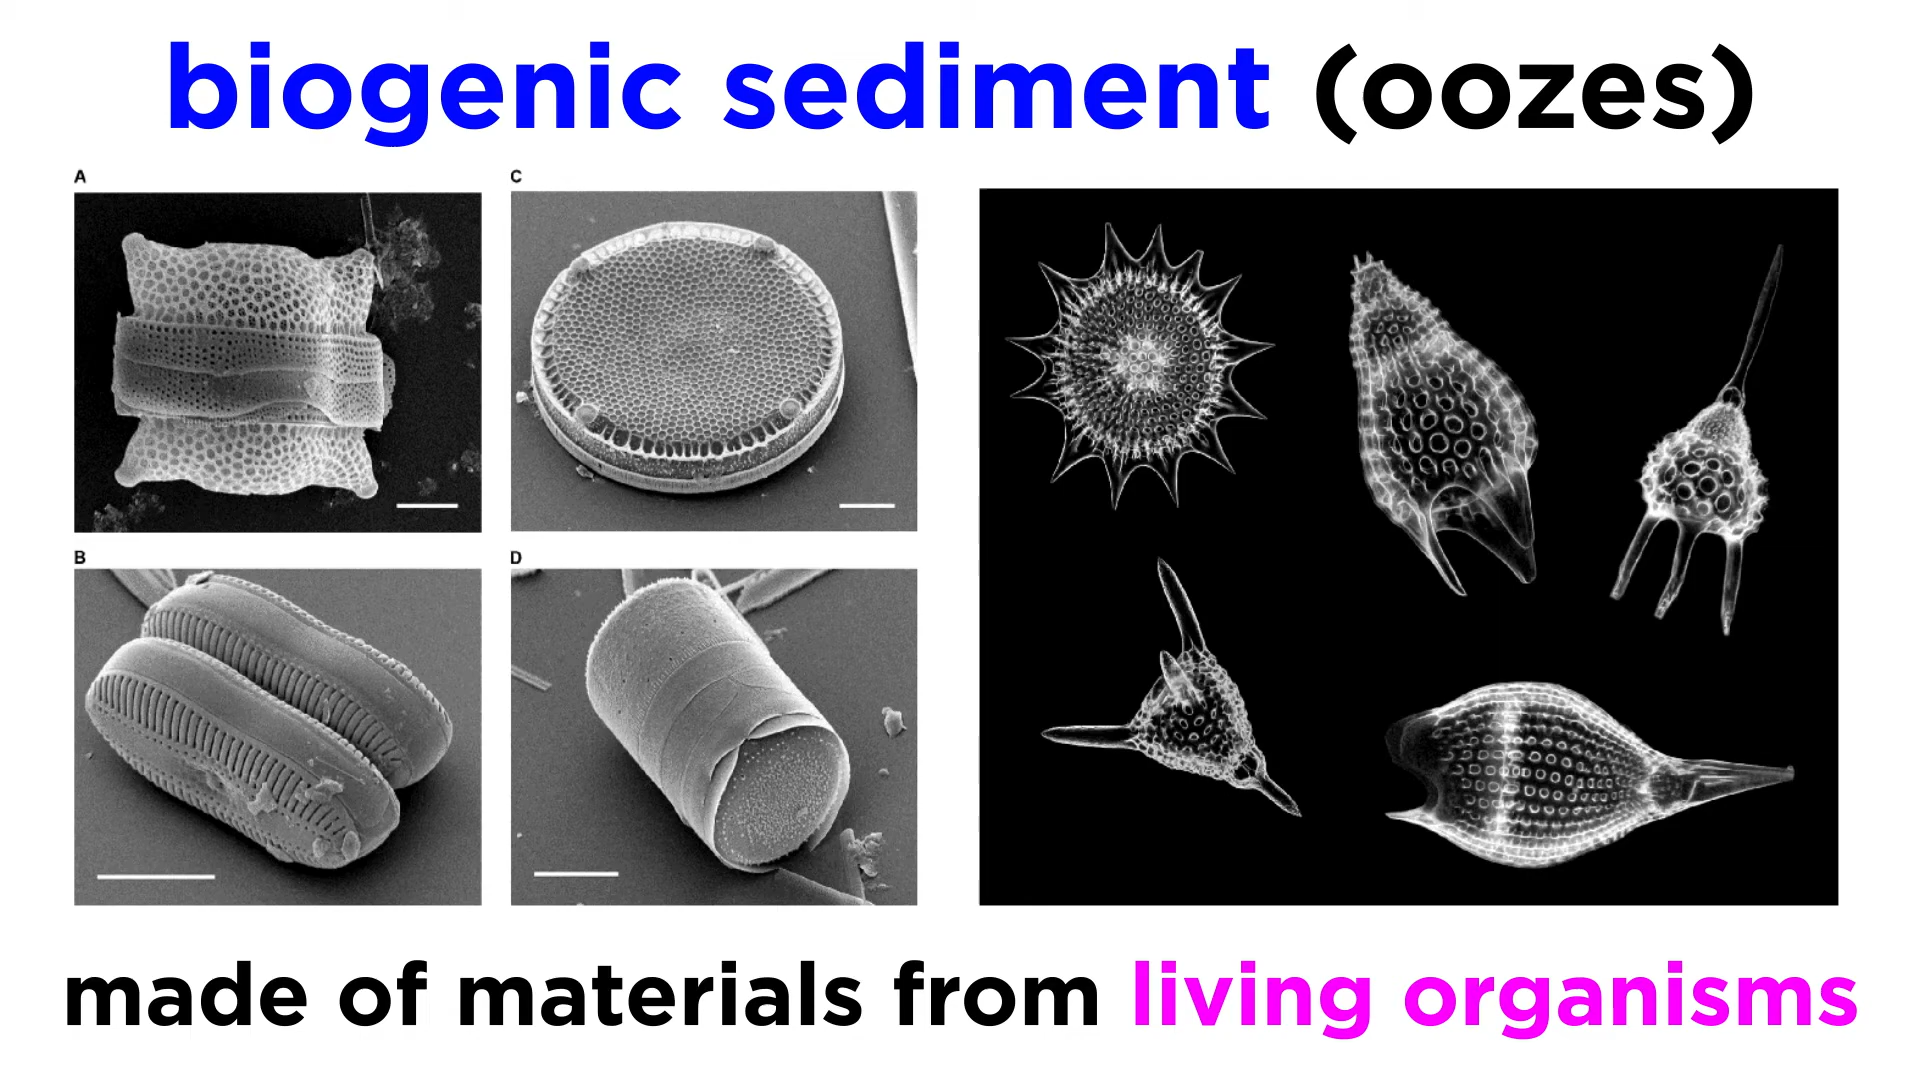 biogenic sediment (oozes)
A
C
B
D
made of materials from living organisms